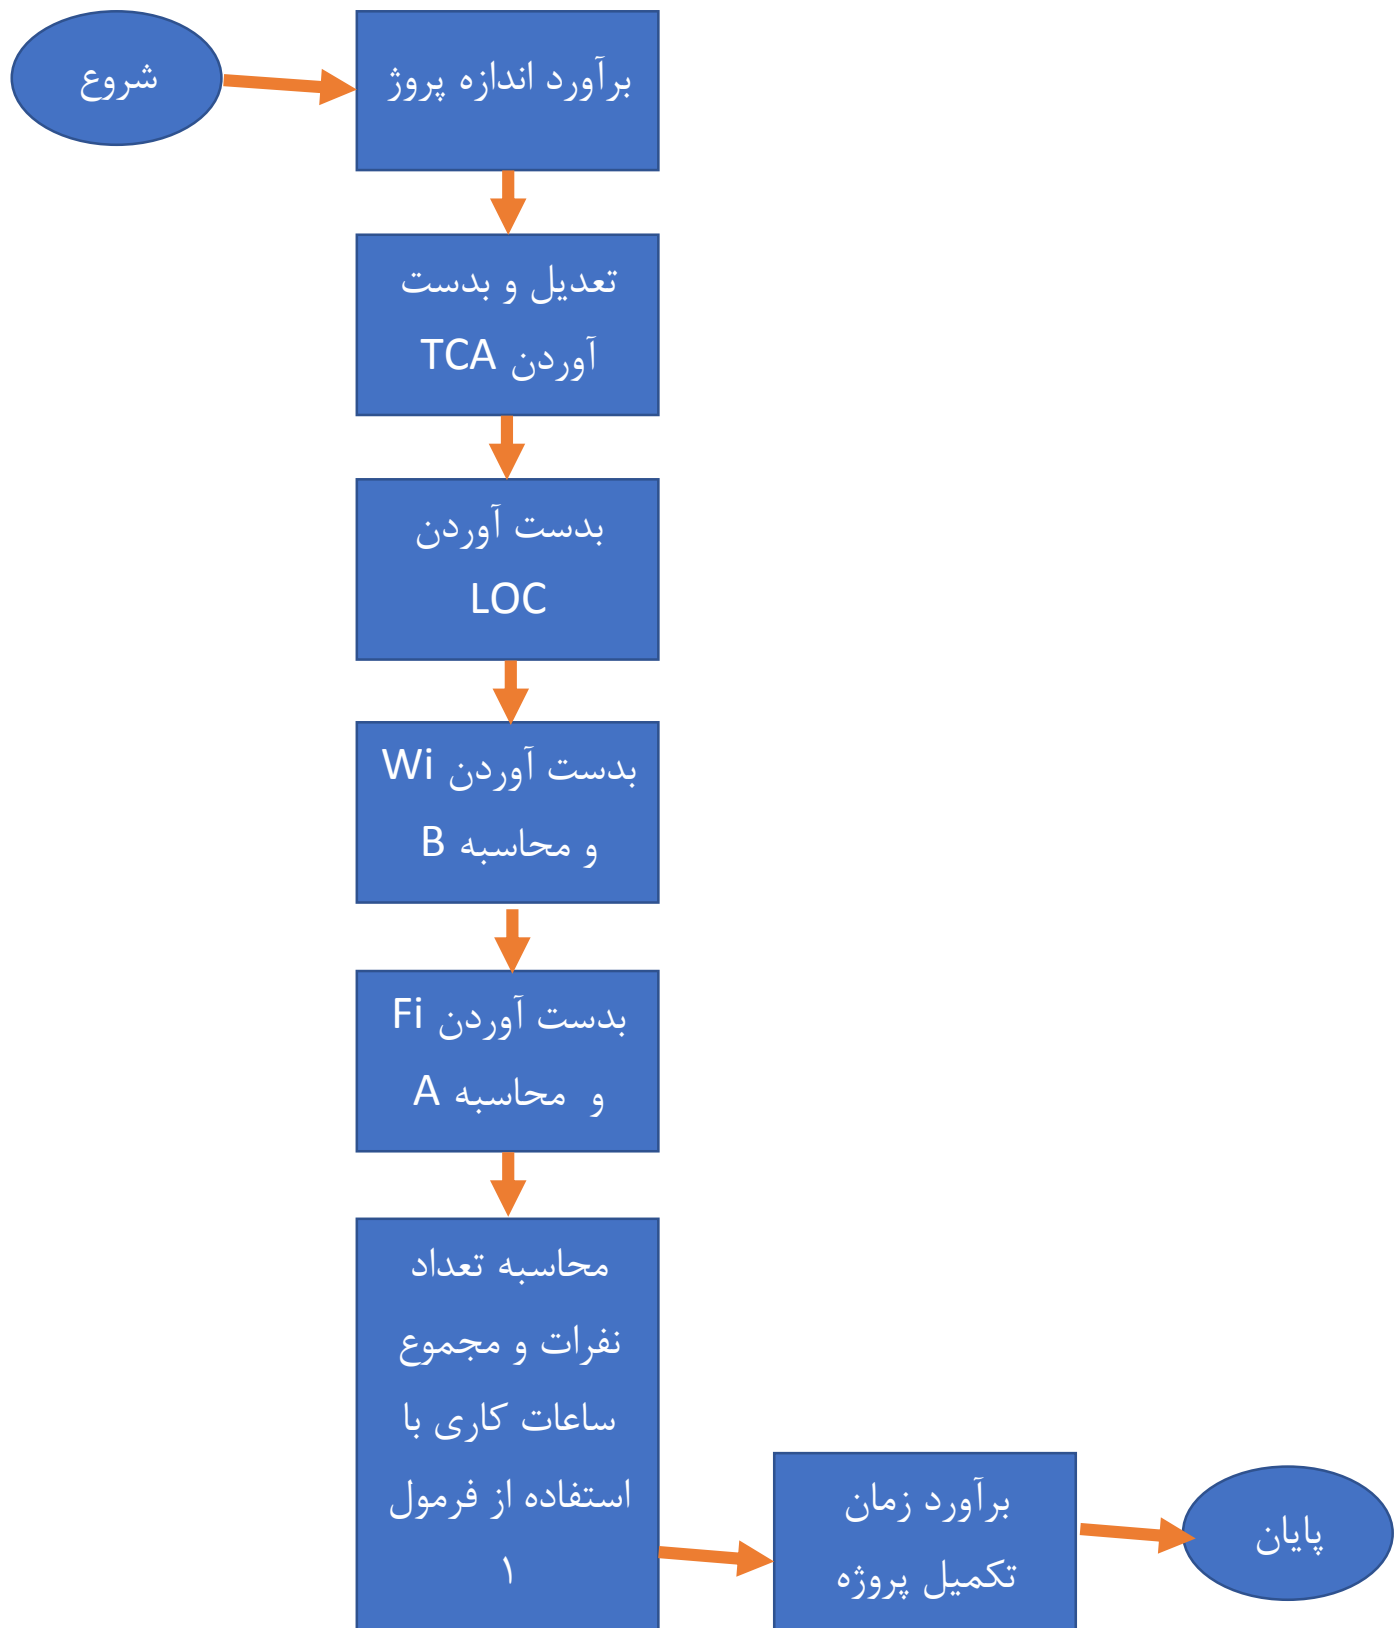 شروع
برآورد اندازه پروژ
تعدیل و بدست
آوردن TCA
بدست آوردن
LOC
بدست آوردن Wi
و محاسبه B
بدست آوردن Fi
و محاسبه A
محاسبه تعداد
نفرات و مجموع
ساعات کاری با
استفاده از فرمول
۱
برآورد زمان
تکمیل پروژه
پایان